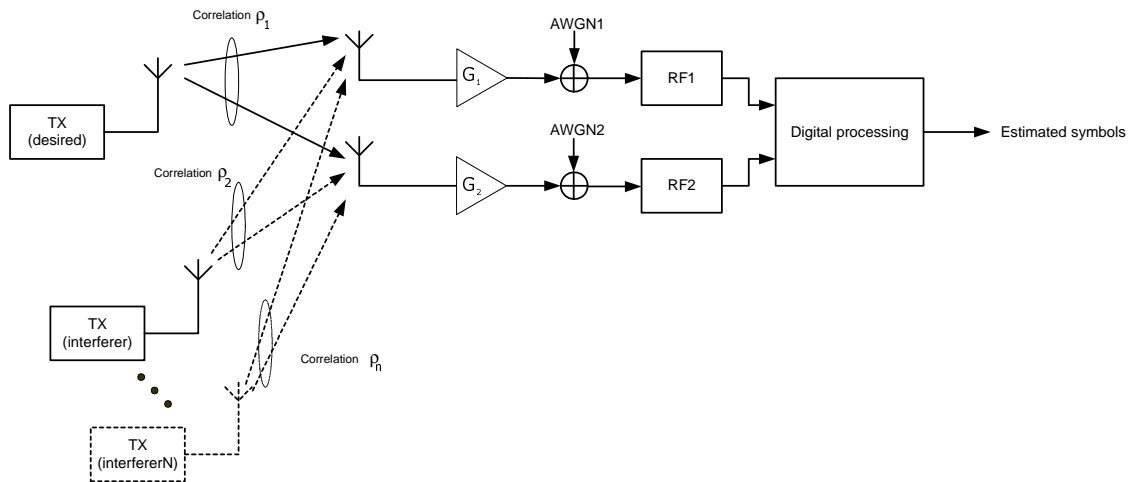 Correlation ρ1
AWGN1
G1
RF1
TX
(desired)
Digital processing
Estimated symbols
AWGN2
Correlation ρ2
G2
RF2
TX
(interferer)
Correlation ρn
TX
(interfererN)